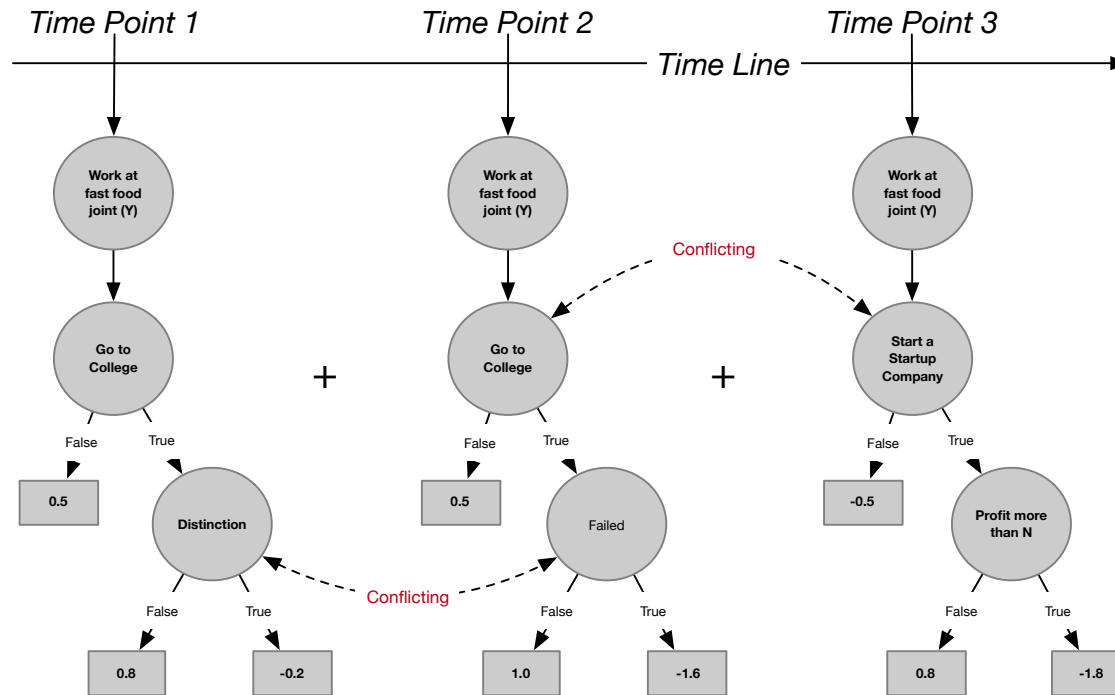 Time Point 1
Time Point 2
Time Point 3
Time Line
Work at
fast food
joint (Y)
Work at
fast food
joint (Y)
Work at
fast food
joint (Y)
Conflicting
Go to
College
+
Go to
College
+
Start a
Startup
Company
False
True
False
True
False
True
0.5
0.5
-0.5
Distinction
Failed
Profit more
than N
Conflicting
False
True
False
True
False
True
0.8
-0.2
1.0
-1.6
0.8
-1.8